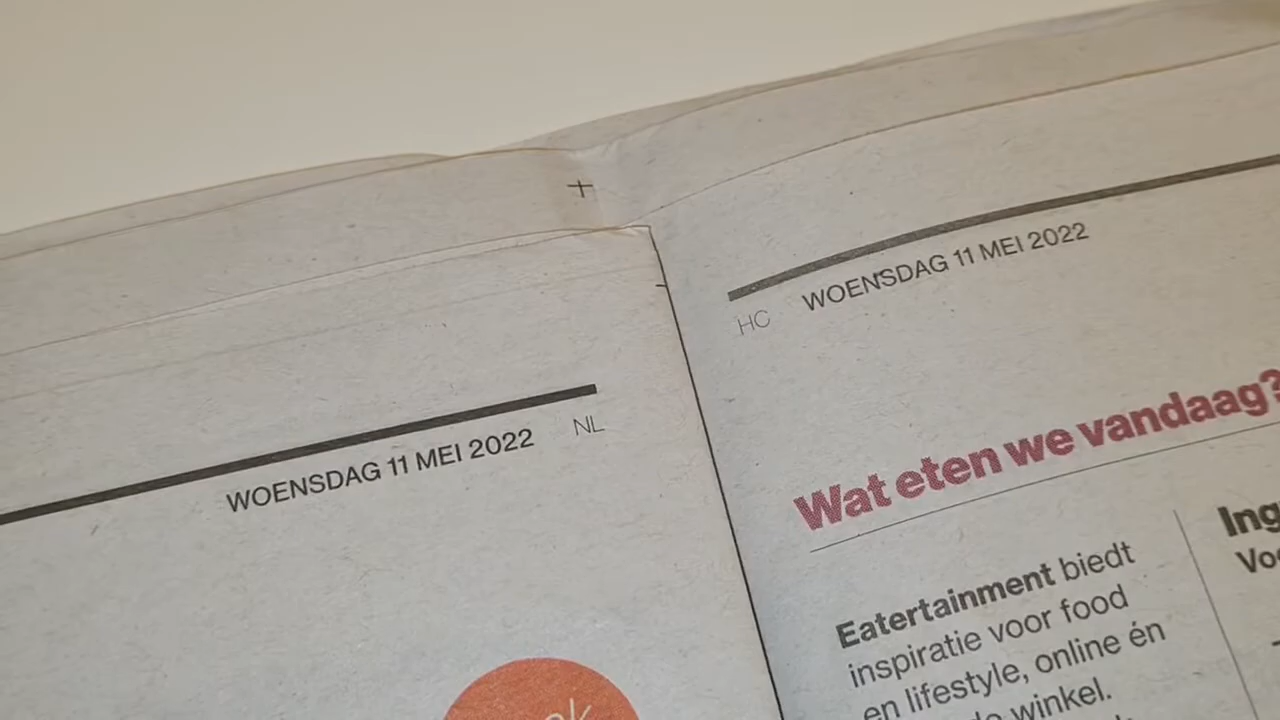 WOENSDAG 11 MEI 2022 NL
HC WOENSDAG 11 MEI 2022
Wat eten we vandaag?
Eatertainment biedt
inspiratie voor food
en lifestyle, online én
winkel.